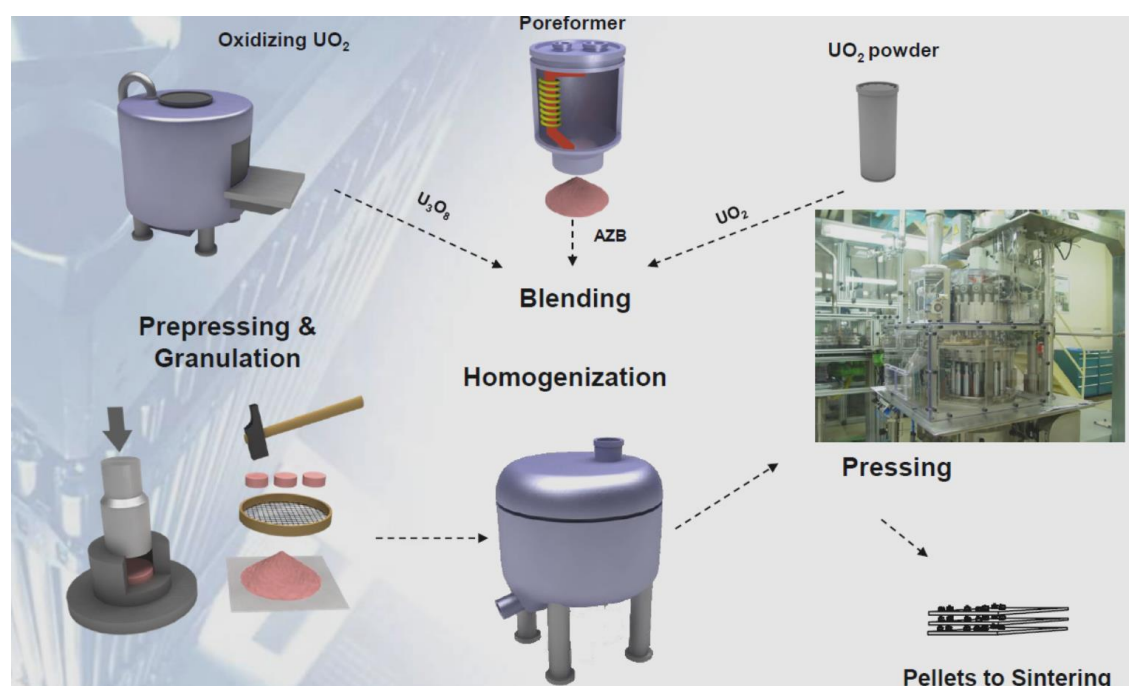 Poreformer
Oxidizing UO₂
UO₂ powder
U₃O₈
AZB
UO₂
Blending
Prepressing &
Granulation
Homogenization
Pressing
Pellets to Sintering